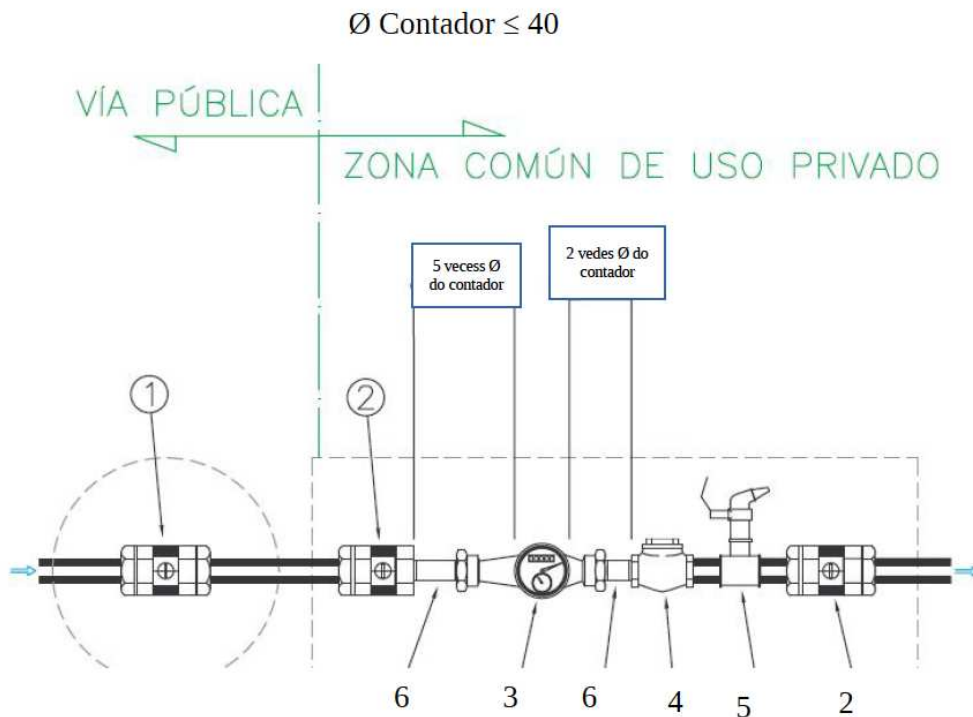 Ø Contador ≤ 40
VÍA PÚBLICA
ZONA COMÚN DE USO PRIVADO
5 vecess Ø
do contador
2 vedes Ø do
contador
1
2
6
3
6
4
5
2